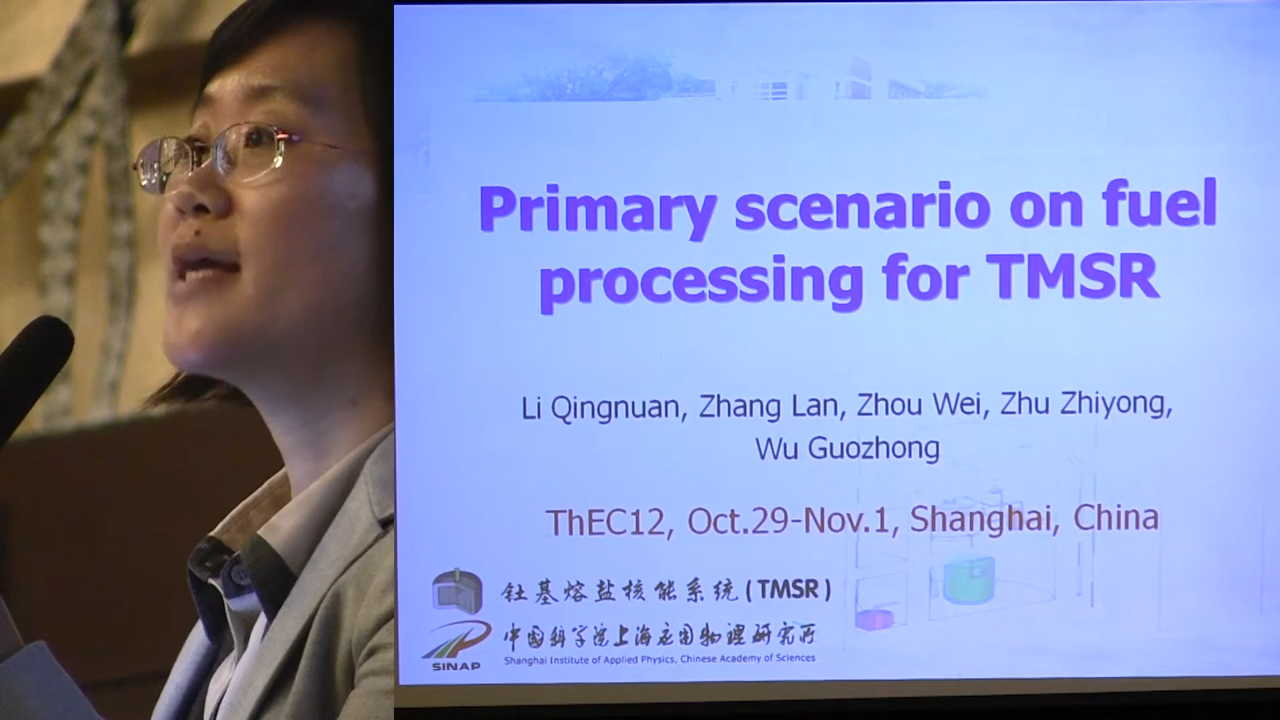 Primary scenario on fuel
processing for TMSR
Li Qingnuan, Zhang Lan, Zhou Wei, Zhu Zhiyong,
Wu Guozhong
ThEC12, Oct.29-Nov.1, Shanghai, China
钍基熔盐核能系统(TMSR)
中国科学院上海应用物理研究所
Shanghai Institute of Applied Physics, Chinese Academy of Sciences
SINAP